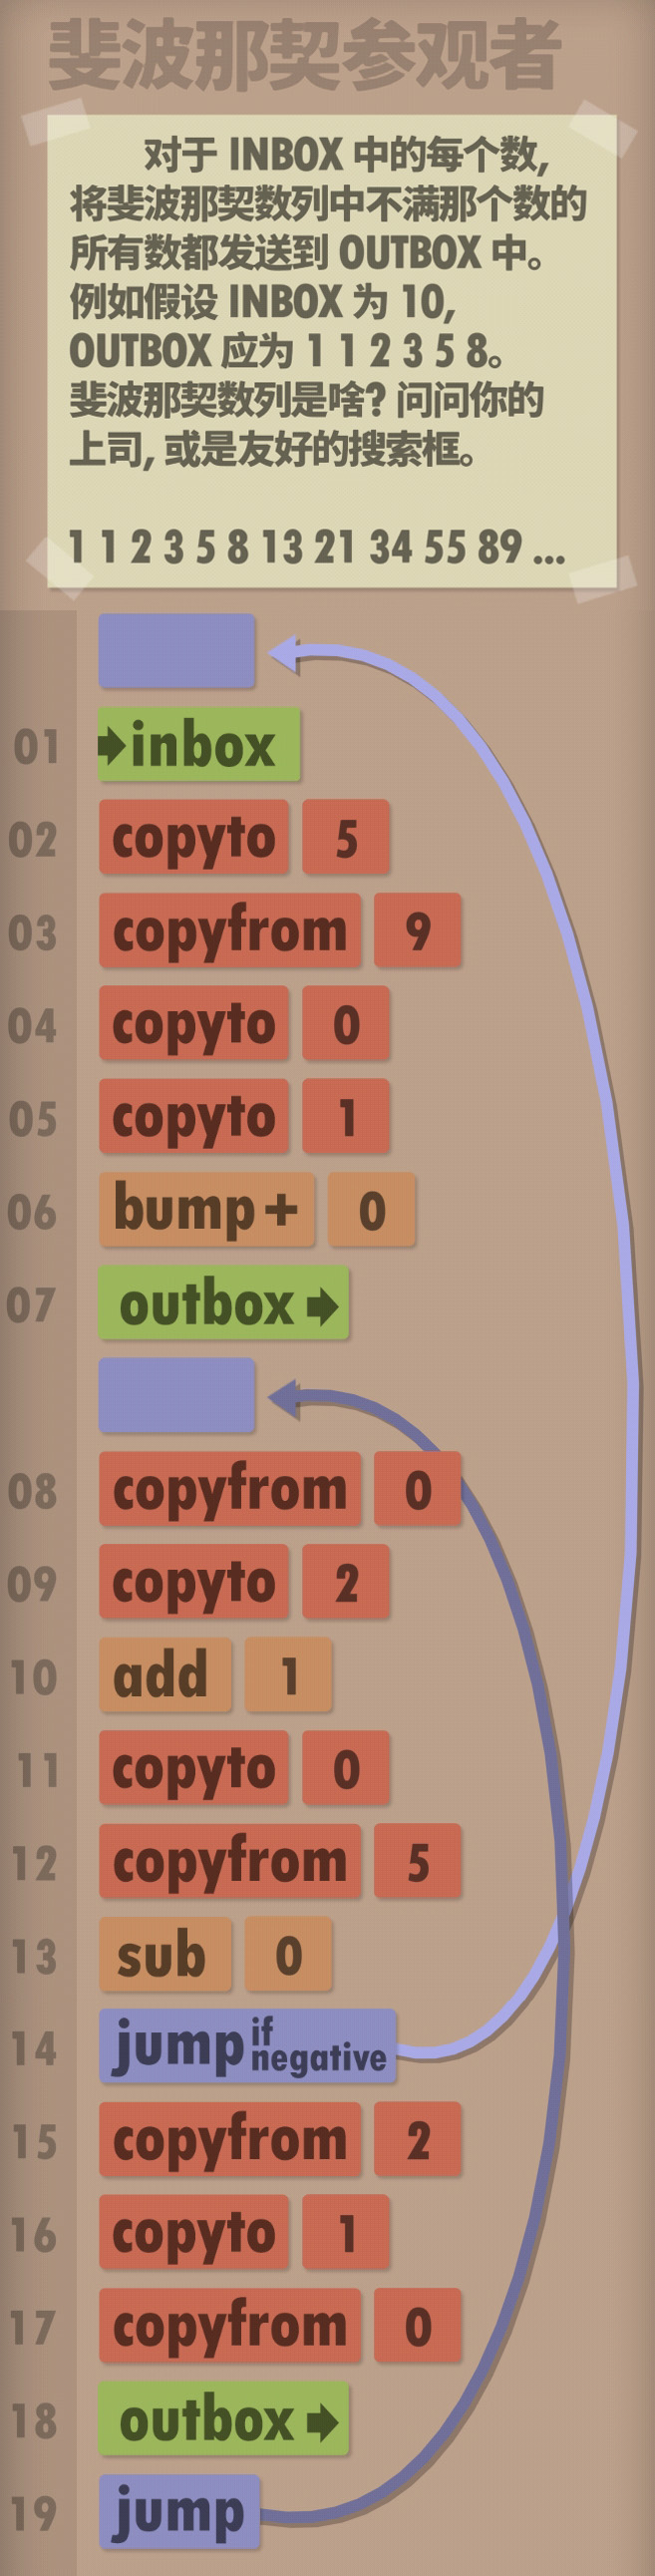 斐波那契参观者
对于 INBOX 中的每个数,
将斐波那契数列中不满那个数的
所有数都发送到 OUTBOX 中。
例如假设 INBOX 为 10,
OUTBOX 应为 1 1 2 3 5 8。
斐波那契数列是啥? 问问你的
上司, 或是友好的搜索框。
1 1 2 3 5 8 13 21 34 55 89 ...
01 inbox
02 copyto 5
03 copyfrom 9
04 copyto 0
05 copyto 1
06 bump+ 0
07 outbox
08 copyfrom 0
09 copyto 2
10 add 1
11 copyto 0
12 copyfrom 5
13 sub 0
14 jump if negative
15 copyfrom 2
16 copyto 1
17 copyfrom 0
18 outbox
19 jump